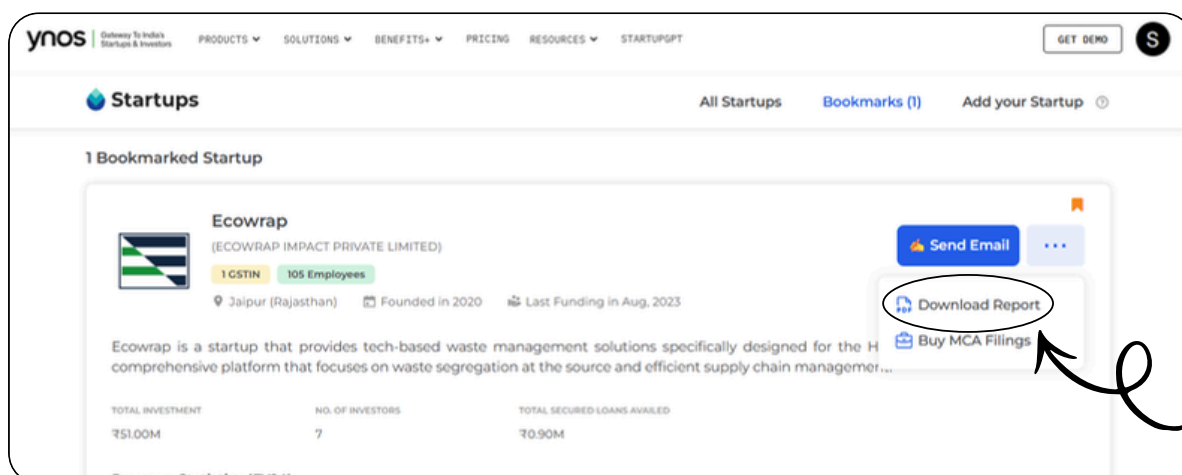 ynos Gateway To India's Startups & Investors PRODUCTS SOLUTIONS BENEFITS+ PRICING RESOURCES STARTUPGPT GET DEMO S
Startups All Startups Bookmarks (1) Add your Startup ?
1 Bookmarked Startup
Ecowrap
(ECOWRAP IMPACT PRIVATE LIMITED)
Send Email ...
1 GSTIN 105 Employees
Jaipur (Rajasthan) Founded in 2020 Last Funding in Aug, 2023
PDF Download Report
Buy MCA Filings
Ecowrap is a startup that provides tech-based waste management solutions specifically designed for the H
comprehensive platform that focuses on waste segregation at the source and efficient supply chain management.
TOTAL INVESTMENT NO. OF INVESTORS TOTAL SECURED LOANS AVAILED
₹51.00M 7 ₹0.90M